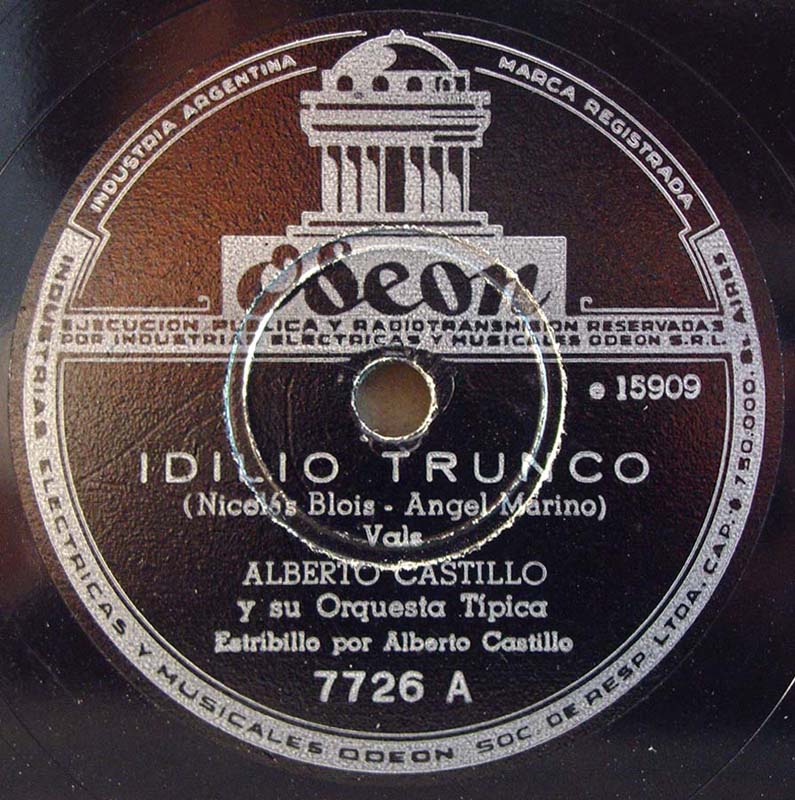 INDUSTRIA ARGENTINA
MARCA REGISTRADA
Odeon
EJECUCION PUBLICA Y RADIOTRANSMISION RESERVADAS
POR INDUSTRIAS ELECTRICAS Y MUSICALES ODEON S.R.L.
e 15909
IDILIO TRUNCO
(Nicolás Blois - Angel Marino)
Vals
ALBERTO CASTILLO
y su Orquesta Típica
Estribillo por Alberto Castillo
7726 A
INDUSTRIAS ELECTRICAS Y MUSICALES ODEON SOC. DE RESP. LTDA. CAP. $ 750.000, Bs. AIRES